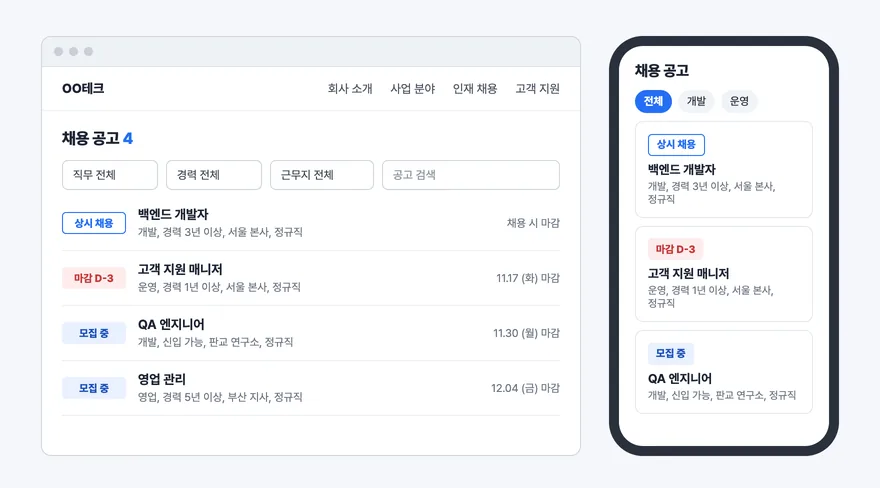 OO테크
회사 소개 사업 분야 인재 채용 고객 지원
채용 공고 4
직무 전체 경력 전체 근무지 전체 공고 검색
상시 채용
백엔드 개발자
개발, 경력 3년 이상, 서울 본사, 정규직
채용 시 마감
마감 D-3
고객 지원 매니저
운영, 경력 1년 이상, 서울 본사, 정규직
11.17 (화) 마감
모집 중
QA 엔지니어
개발, 신입 가능, 판교 연구소, 정규직
11.30 (월) 마감
모집 중
영업 관리
영업, 경력 5년 이상, 부산 지사, 정규직
12.04 (금) 마감
채용 공고
전체 개발 운영
상시 채용
백엔드 개발자
개발, 경력 3년 이상, 서울 본사,
정규직
마감 D-3
고객 지원 매니저
운영, 경력 1년 이상, 서울 본사,
정규직
모집 중
QA 엔지니어
개발, 신입 가능, 판교 연구소, 정규직